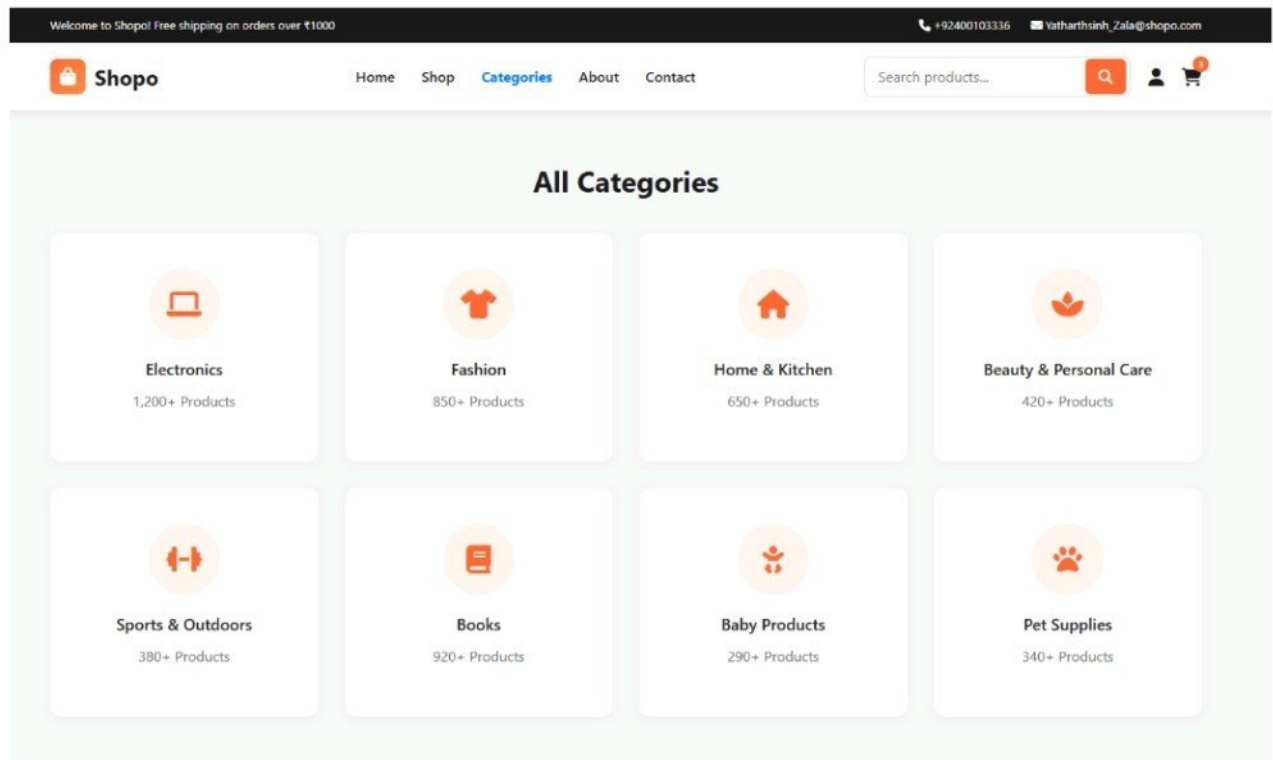 Welcome to Shopo! Free shipping on orders over ₹1000
+92400103336
Yatharthsinh_Zala@shopo.com
Shopo
Home
Shop
Categories
About
Contact
Search products...
3
All Categories
Electronics
1,200+ Products
Fashion
850+ Products
Home & Kitchen
650+ Products
Beauty & Personal Care
420+ Products
Sports & Outdoors
380+ Products
Books
920+ Products
Baby Products
290+ Products
Pet Supplies
340+ Products